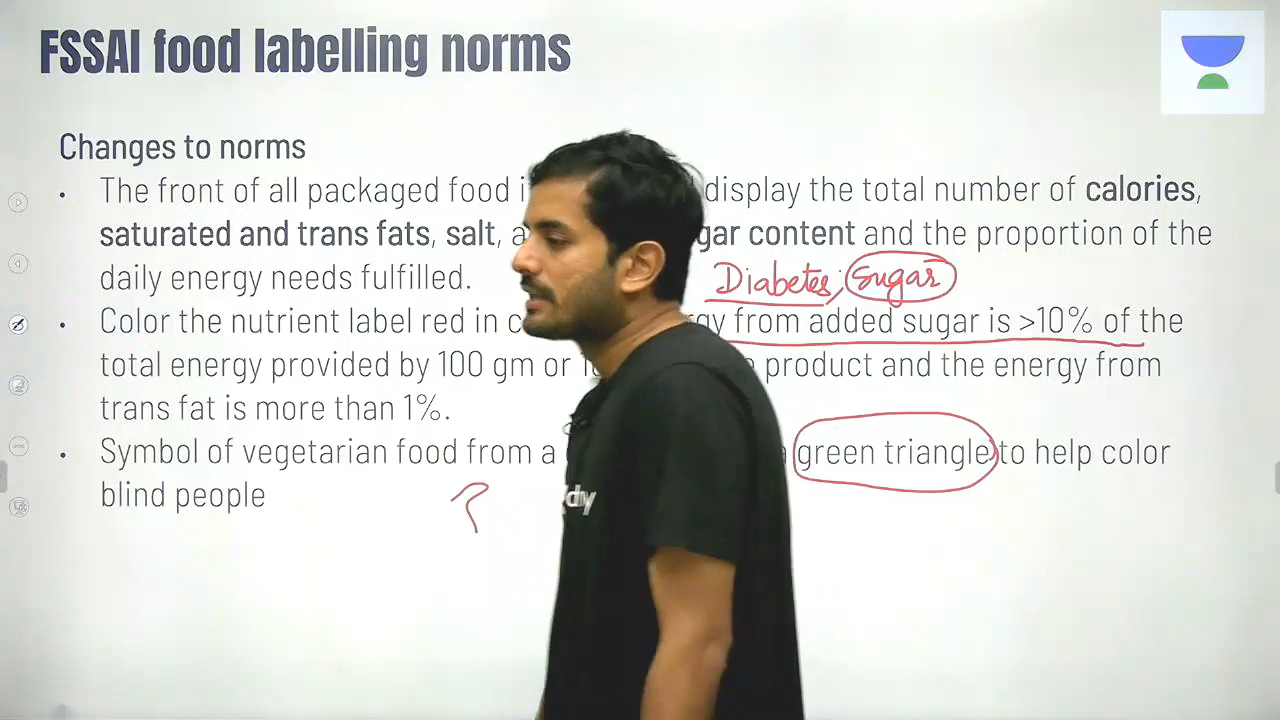 FSSAI food labelling norms
Changes to norms
• The front of all packaged food display the total number of calories,
saturated and trans fats, salt, content and the proportion of the
daily energy needs fulfilled. Diabetes, Sugar
• Color the nutrient label red in from added sugar is >10% of the
total energy provided by 100 gm or product and the energy from
trans fat is more than 1%.
• Symbol of vegetarian food from a green triangle to help color
blind people